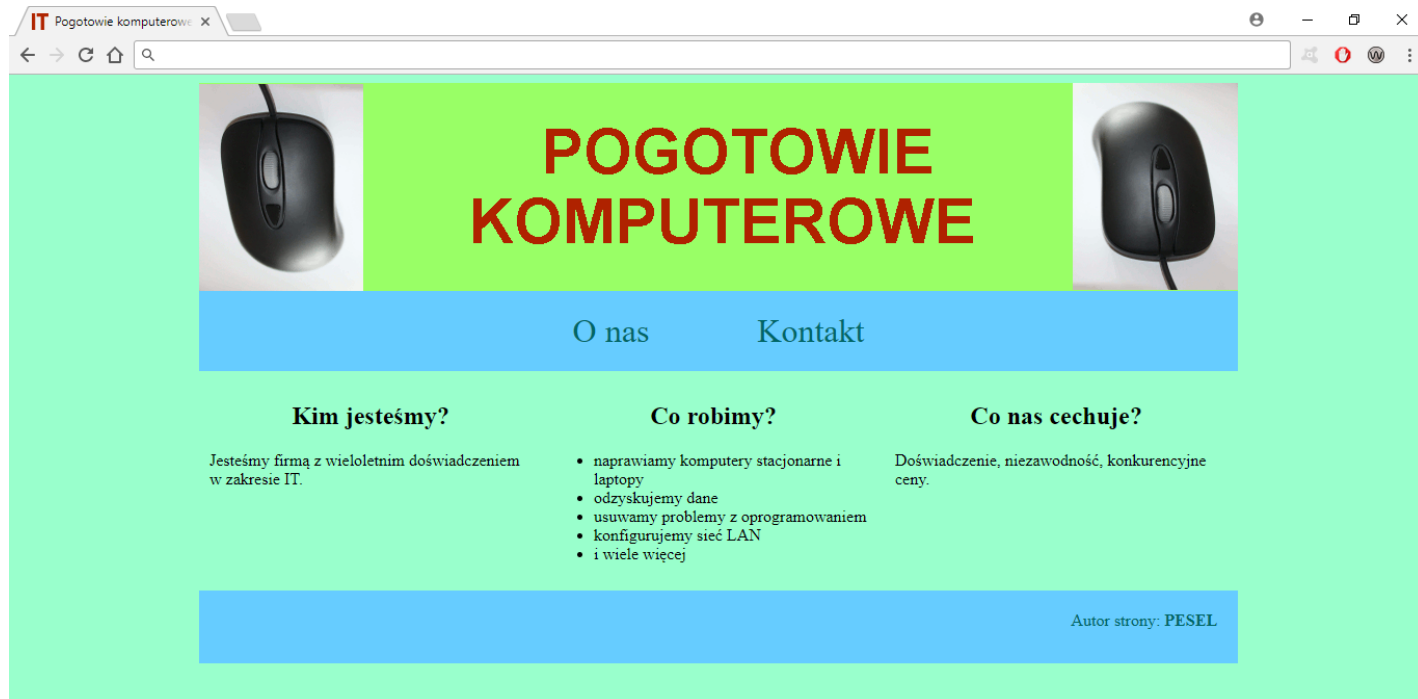 IT Pogotowie komputerowe
POGOTOWIE
KOMPUTEROWE
O nas Kontakt
Kim jesteśmy?
Jesteśmy firmą z wieloletnim doświadczeniem
w zakresie IT.
Co robimy?
• naprawiamy komputery stacjonarne i
laptopy
• odzyskujemy dane
• usuwamy problemy z oprogramowaniem
• konfigurujemy sieć LAN
• i wiele więcej
Co nas cechuje?
Doświadczenie, niezawodność, konkurencyjne
ceny.
Autor strony: PESEL